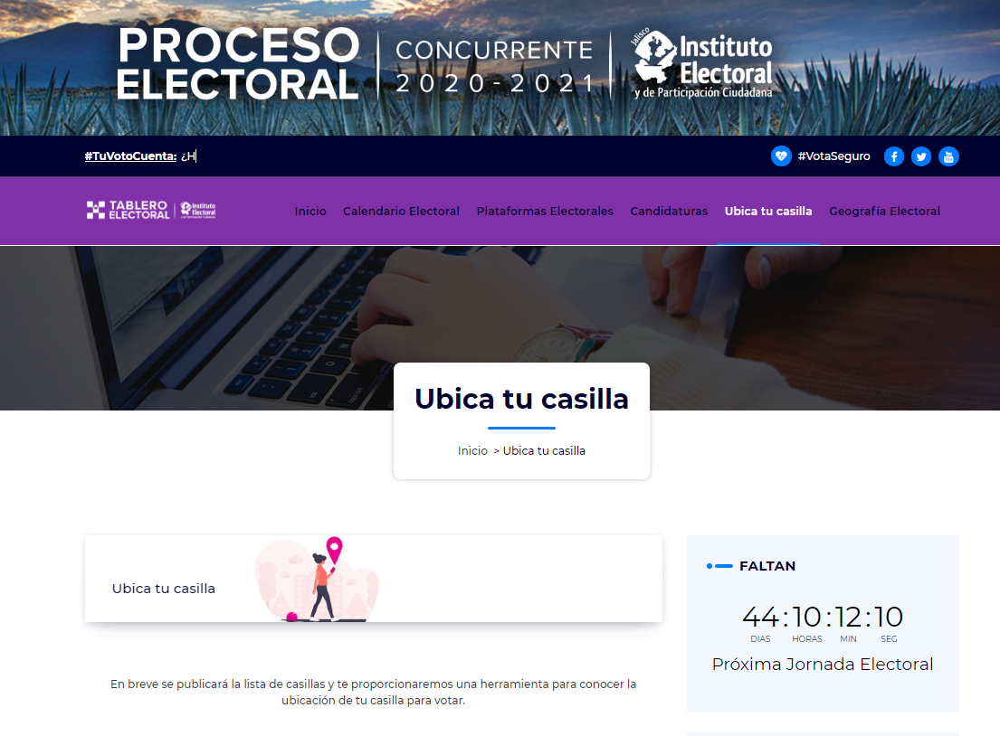 PROCESO
ELECTORAL
CONCURRENTE
2020-2021
Jalisco
Instituto
Electoral
y de Participación Ciudadana
#TuVotoCuenta: ¿H
#VotaSeguro
TABLERO
ELECTORAL
Instituto
Electoral
y de Participación Ciudadana
Inicio Calendario Electoral Plataformas Electorales Candidaturas Ubica tu casilla Geografía Electoral
Ubica tu casilla
Inicio > Ubica tu casilla
Ubica tu casilla
En breve se publicará la lista de casillas y te proporcionaremos una herramienta para conocer la
ubicación de tu casilla para votar.
FALTAN
44:10:12:10
DIAS HORAS MIN SEG
Próxima Jornada Electoral